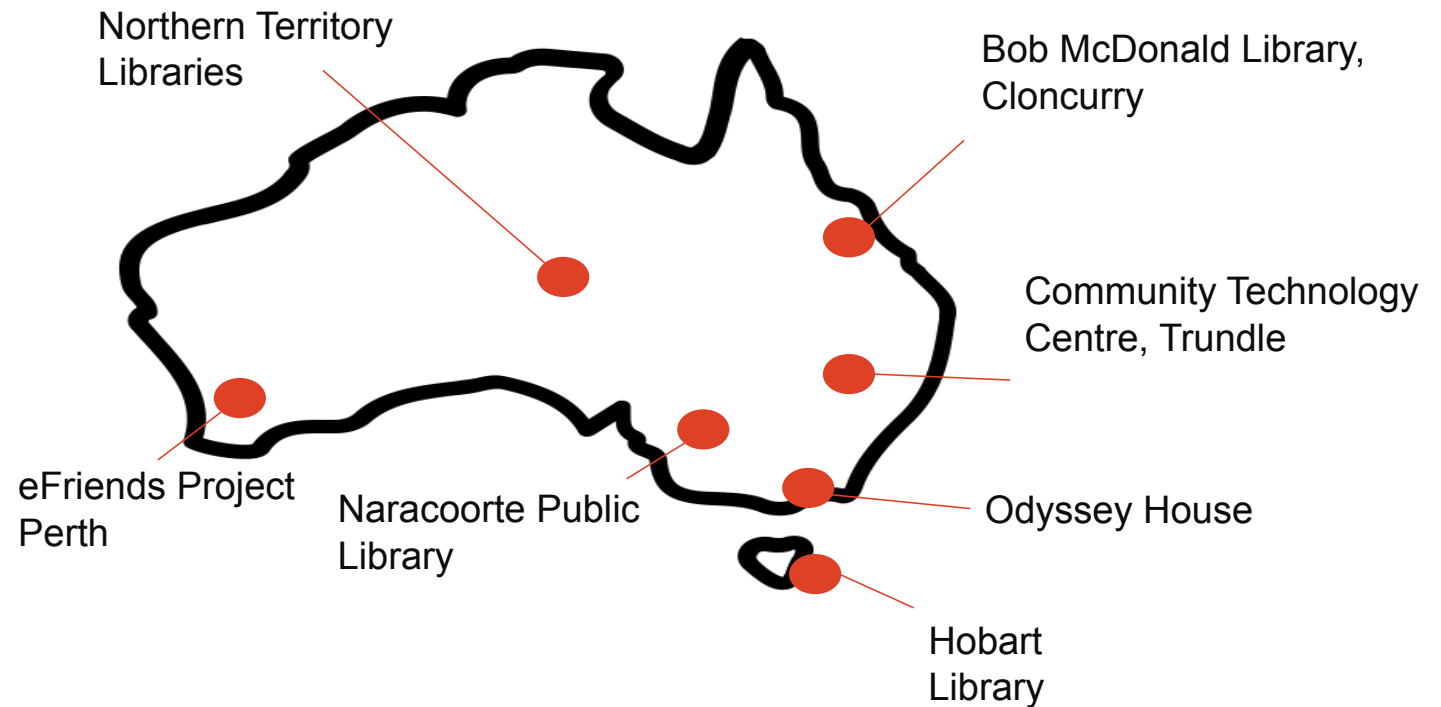 Northern Territory
Libraries
Bob McDonald Library,
Cloncurry
Community Technology
Centre, Trundle
eFriends Project
Perth
Naracoorte Public
Library
Odyssey House
Hobart
Library